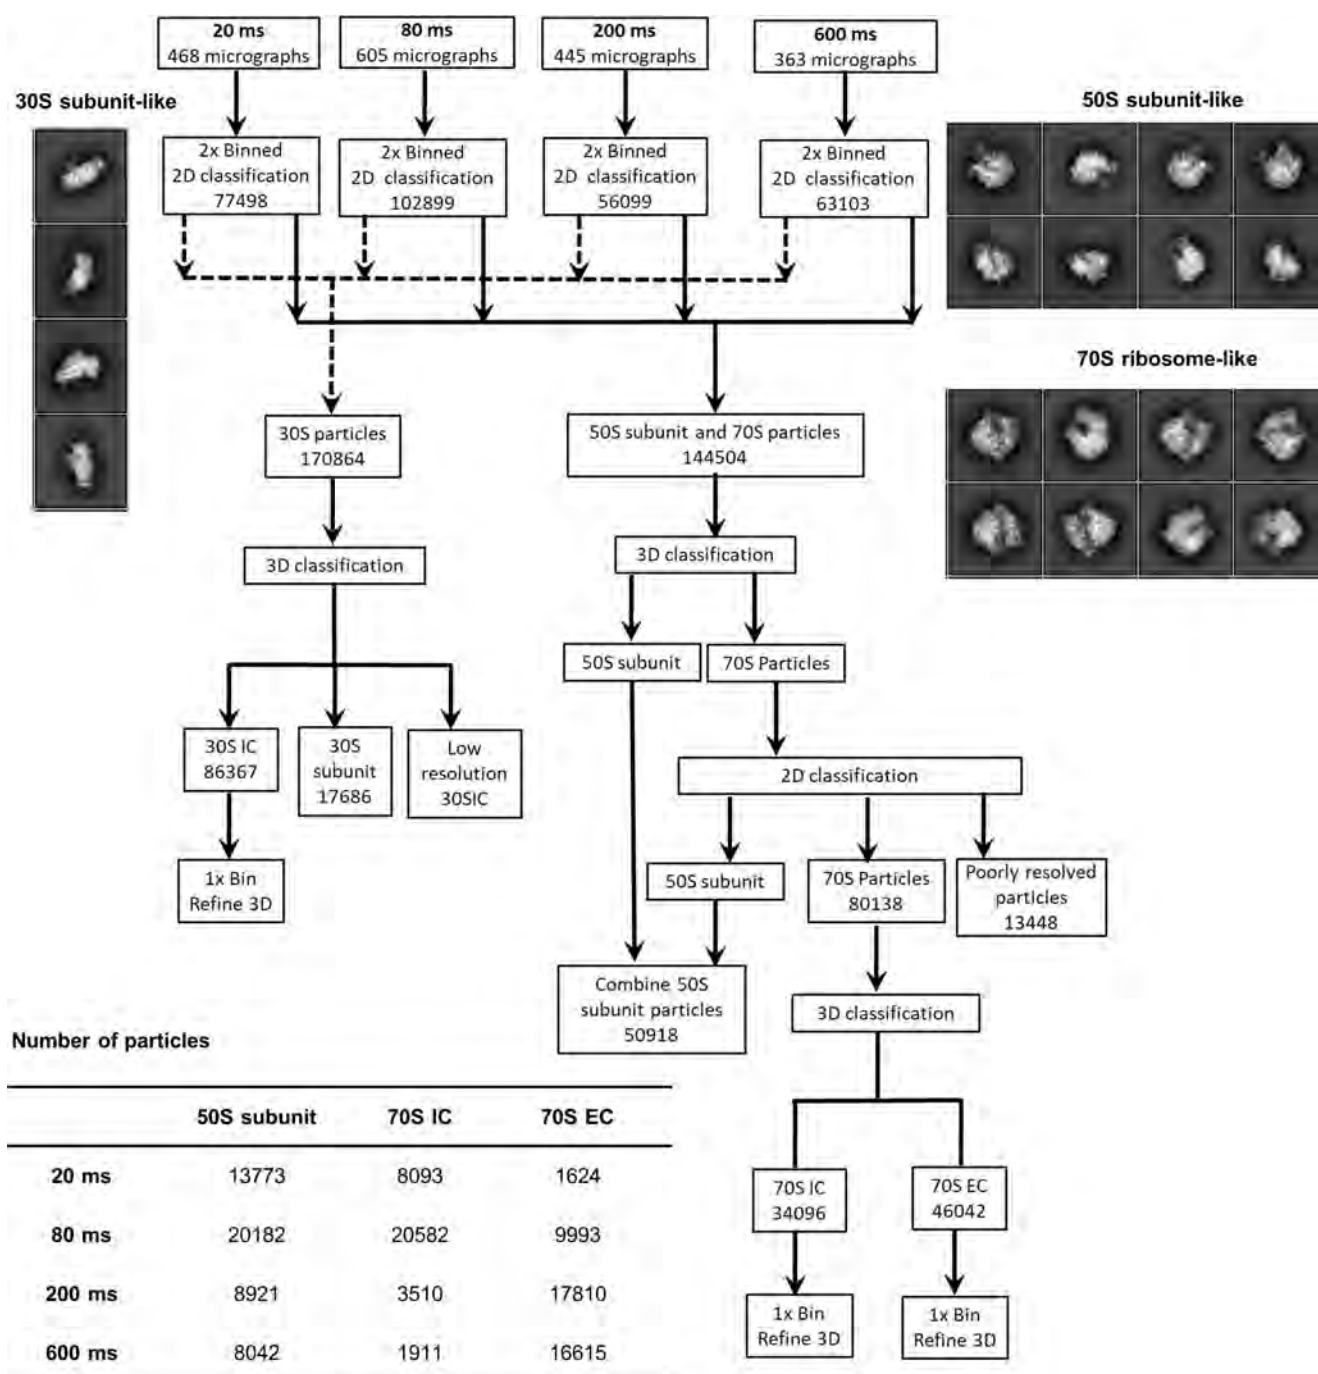 20 ms
468 micrographs
80 ms
605 micrographs
200 ms
445 micrographs
600 ms
363 micrographs
30S subunit-like
50S subunit-like
2x Binned
2D classification
77498
2x Binned
2D classification
102899
2x Binned
2D classification
56099
2x Binned
2D classification
63103
70S ribosome-like
30S particles
170864
50S subunit and 70S particles
144504
3D classification
3D classification
50S subunit
70S Particles
30S IC
86367
30S
subunit
17686
Low
resolution
30SIC
2D classification
1x Bin
Refine 3D
50S subunit
70S Particles
80138
Poorly resolved
particles
13448
Combine 50S
subunit particles
50918
3D classification
Number of particles
50S subunit 70S IC 70S EC
20 ms 13773 8093 1624
80 ms 20182 20582 9993
200 ms 8921 3510 17810
600 ms 8042 1911 16615
70S IC
34096
70S EC
46042
1x Bin
Refine 3D
1x Bin
Refine 3D